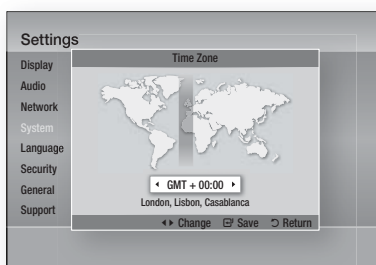 Settings
Display
Audio
Network
System
Language
Security
General
Support
Time Zone
GMT + 00:00
London, Lisbon, Casablanca
Change Save Return